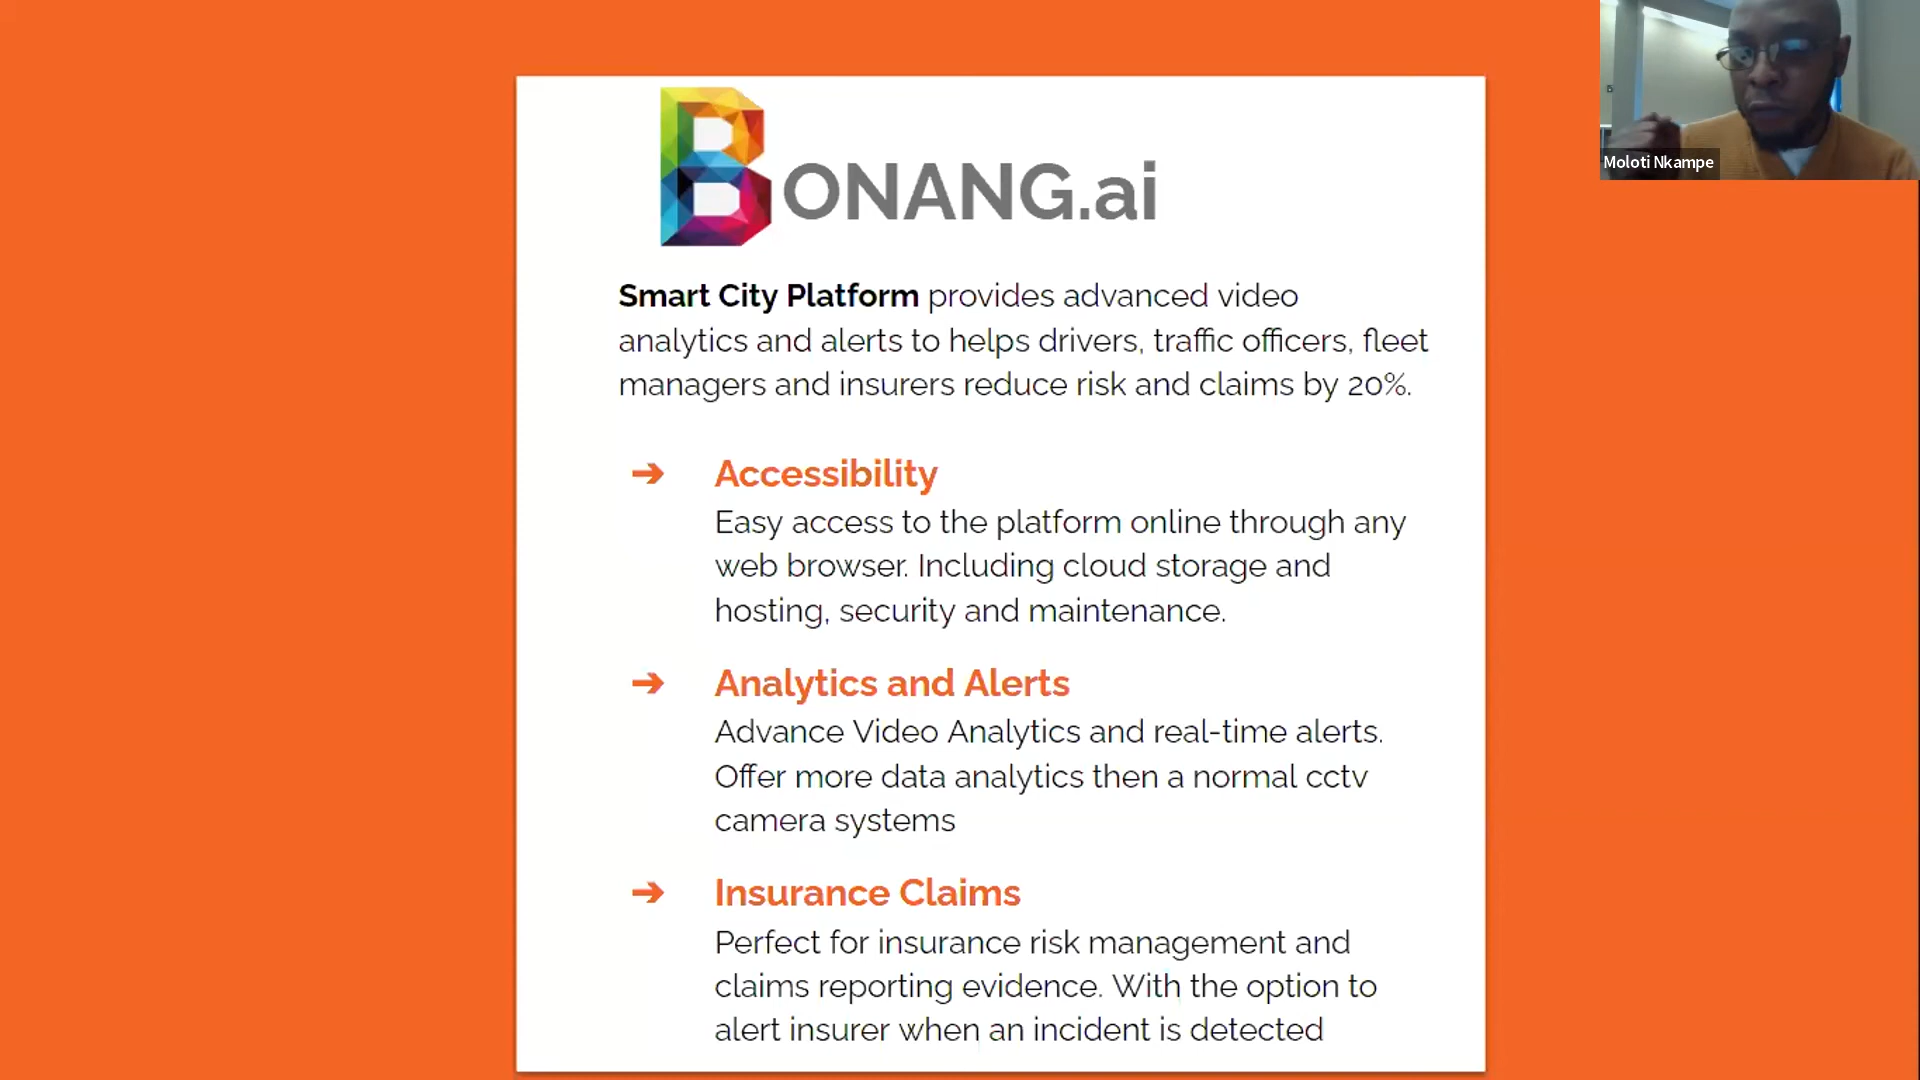 Moloti Nkampe
BONANG.ai
Smart City Platform provides advanced video
analytics and alerts to helps drivers, traffic officers, fleet
managers and insurers reduce risk and claims by 20%.
➔ Accessibility
Easy access to the platform online through any
web browser. Including cloud storage and
hosting, security and maintenance.
➔ Analytics and Alerts
Advance Video Analytics and real-time alerts.
Offer more data analytics then a normal cctv
camera systems
➔ Insurance Claims
Perfect for insurance risk management and
claims reporting evidence. With the option to
alert insurer when an incident is detected